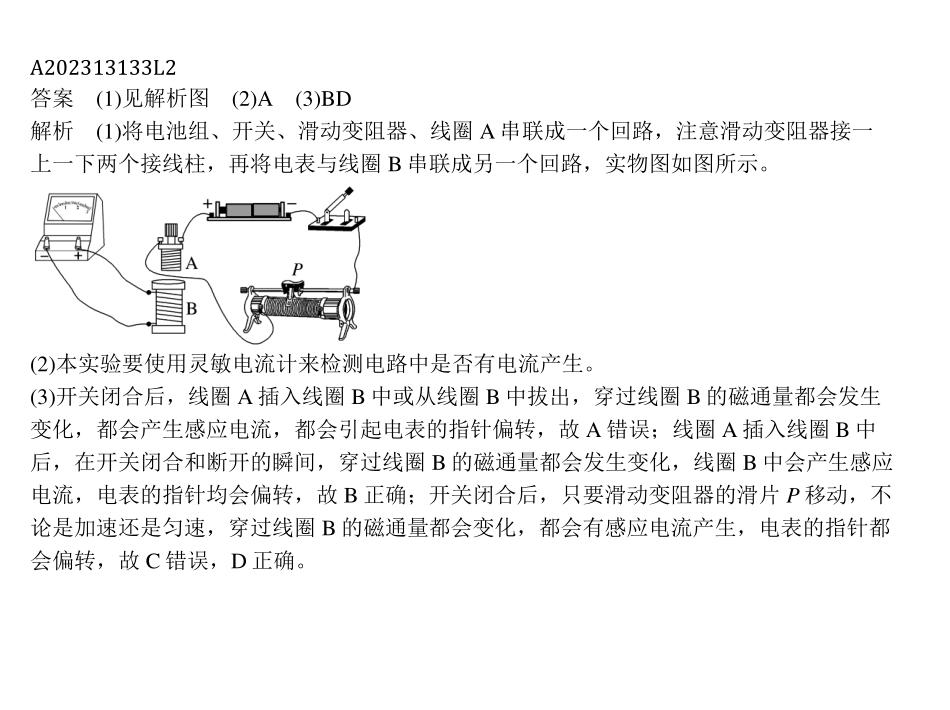 A202313133L2
答案 (1)见解析图 (2)A (3)BD
解析 (1)将电池组、开关、滑动变阻器、线圈 A 串联成一个回路，注意滑动变阻器接一
上一下两个接线柱，再将电表与线圈 B 串联成另一个回路，实物图如图所示。
+ −
A
P
− +
B
(2)本实验要使用灵敏电流计来检测电路中是否有电流产生。
(3)开关闭合后，线圈 A 插入线圈 B 中或从线圈 B 中拔出，穿过线圈 B 的磁通量都会发生
变化，都会产生感应电流，都会引起电表的指针偏转，故 A 错误；线圈 A 插入线圈 B 中
后，在开关闭合和断开的瞬间，穿过线圈 B 的磁通量都会发生变化，线圈 B 中会产生感应
电流，电表的指针均会偏转，故 B 正确；开关闭合后，只要滑动变阻器的滑片 P 移动，不
论是加速还是匀速，穿过线圈 B 的磁通量都会变化，都会有感应电流产生，电表的指针都
会偏转，故 C 错误，D 正确。